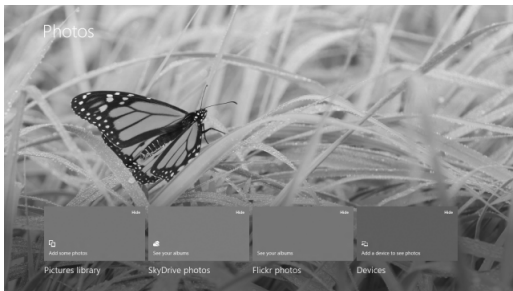 Photos
Hide
Add some photos
Pictures library
Hide
See your albums
SkyDrive photos
Hide
See your albums
Flickr photos
Hide
Add a device to see photos
Devices